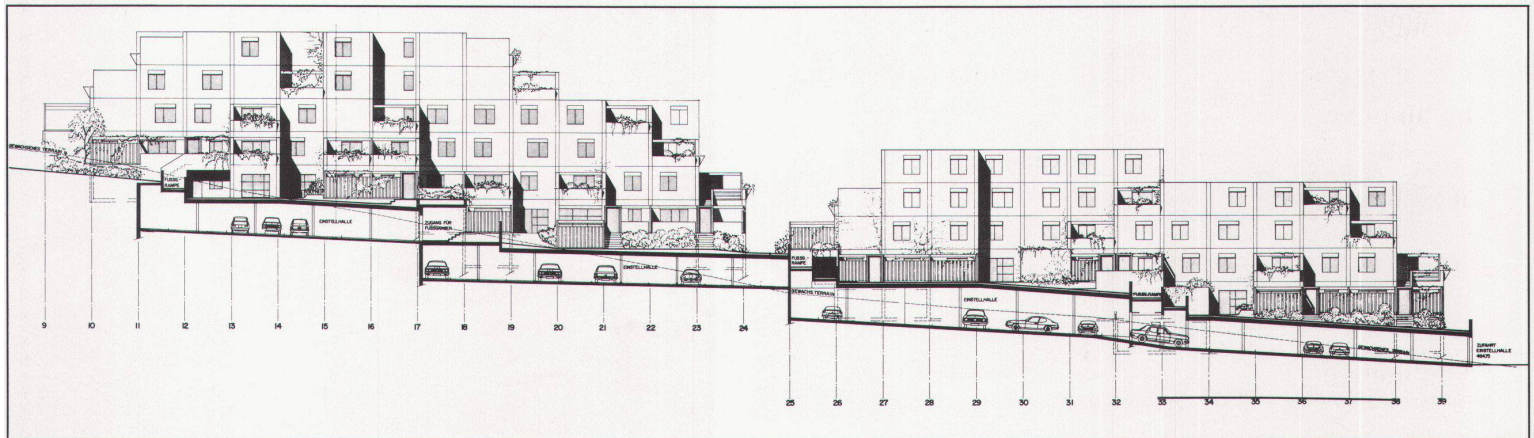 GEWACHSENES TERRAIN
FUSSG.
RAMPE
EINSTELLHALLE
ZUGANG FÜR
FUSSGÄNGER
EINSTELLHALLE
FUSSG.-
RAMPE
GEWACHS. TERRAIN
EINSTELLHALLE
FUSSG. RAMPE
GEWACHSENES TERRAIN
ZUFAHRT
EINSTELLHALLE
9 10 11 12 13 14 15 16 17 18 19 20 21 22 23 24
25 26 27 28 29 30 31 32 33 34 35 36 37 38 39